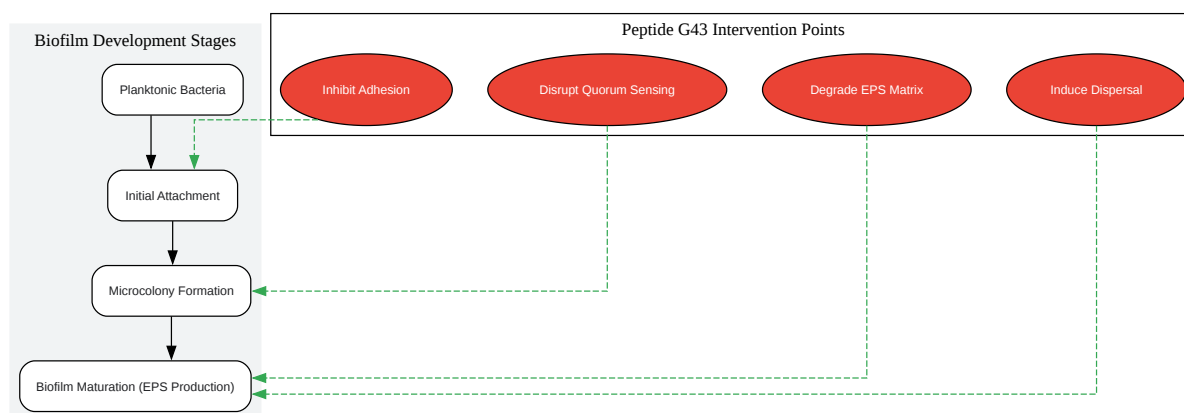 Biofilm Development Stages
Planktonic Bacteria
Initial Attachment
Microcolony Formation
Biofilm Maturation (EPS Production)
Peptide G43 Intervention Points
Inhibit Adhesion
Disrupt Quorum Sensing
Degrade EPS Matrix
Induce Dispersal